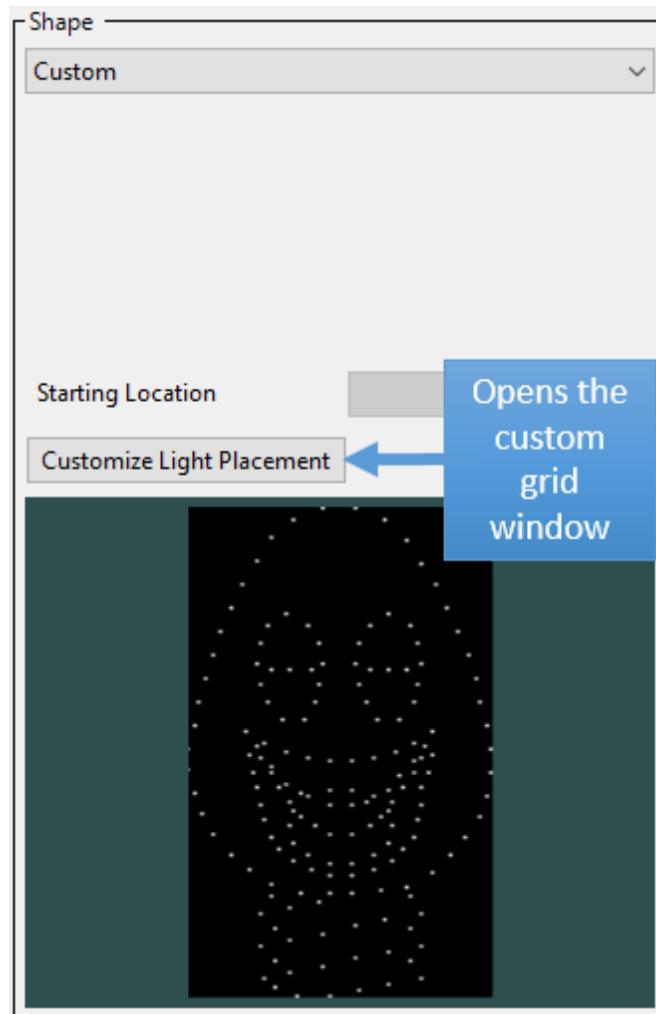 Shape
Custom
Starting Location
Customize Light Placement
Opens the
custom
grid
window